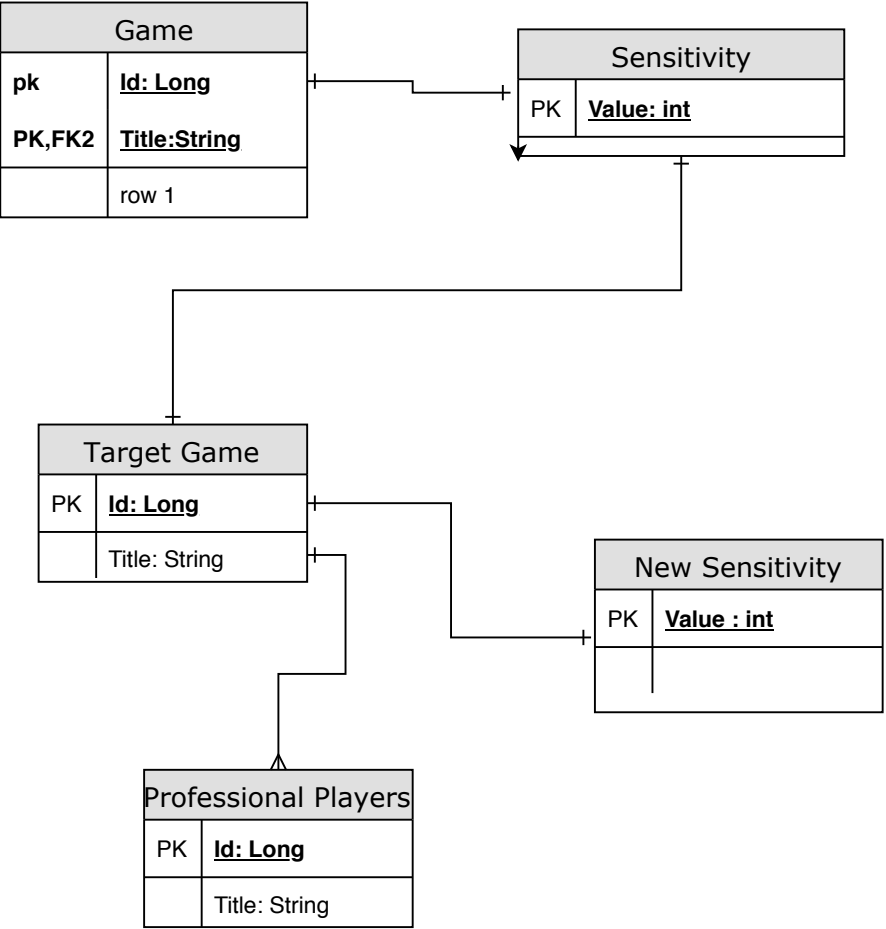 Game
pk Id: Long
PK,FK2 Title:String
row 1
Sensitivity
PK Value: int
Target Game
PK Id: Long
Title: String
New Sensitivity
PK Value : int
Professional Players
PK Id: Long
Title: String